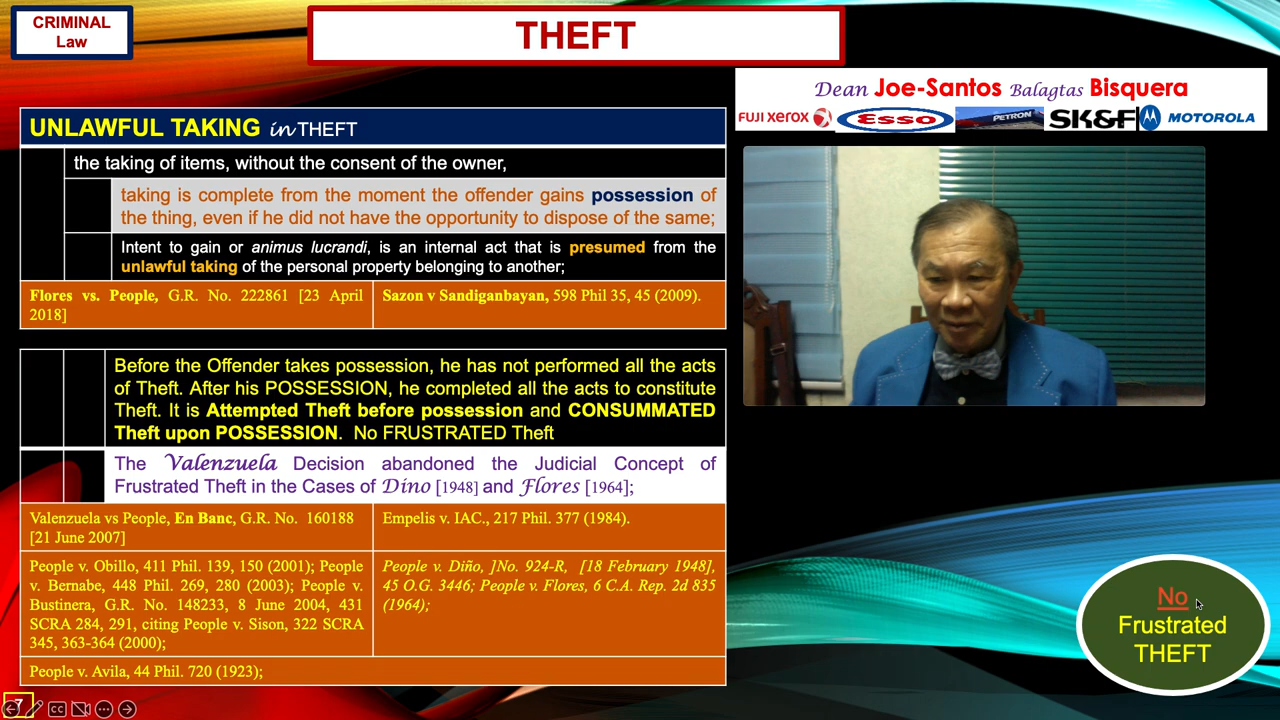 CRIMINAL
Law
THEFT
Dean Joe-Santos Balagtas Bisquera
FUJI XEROX
Esso
PETRON
SK&F
MOTOROLA
UNLAWFUL TAKING in THEFT
the taking of items, without the consent of the owner,
taking is complete from the moment the offender gains possession of
the thing, even if he did not have the opportunity to dispose of the same;
Intent to gain or animus lucrandi, is an internal act that is presumed from the
unlawful taking of the personal property belonging to another;
Flores vs. People, G.R. No. 222861 [23 April
2018]
Sazon v Sandiganbayan, 598 Phil 35, 45 (2009).
Before the Offender takes possession, he has not performed all the acts
of Theft. After his POSSESSION, he completed all the acts to constitute
Theft. It is Attempted Theft before possession and CONSUMMATED
Theft upon POSSESSION. No FRUSTRATED Theft
The Valenzuela Decision abandoned the Judicial Concept of
Frustrated Theft in the Cases of Dino [1948] and Flores [1964];
Valenzuela vs People, En Banc, G.R. No. 160188
[21 June 2007]
Empelis v. IAC., 217 Phil. 377 (1984).
People v. Obillo, 411 Phil. 139, 150 (2001); People
v. Bernabe, 448 Phil. 269, 280 (2003); People v.
Bustinera, G.R. No. 148233, 8 June 2004, 431
SCRA 284, 291, citing People v. Sison, 322 SCRA
345, 363-364 (2000);
People v. Diño, ]No. 924-R, [18 February 1948],
45 O.G. 3446; People v. Flores, 6 C.A. Rep. 2d 835
(1964);
People v. Avila, 44 Phil. 720 (1923);
No
Frustrated
THEFT
7
CC